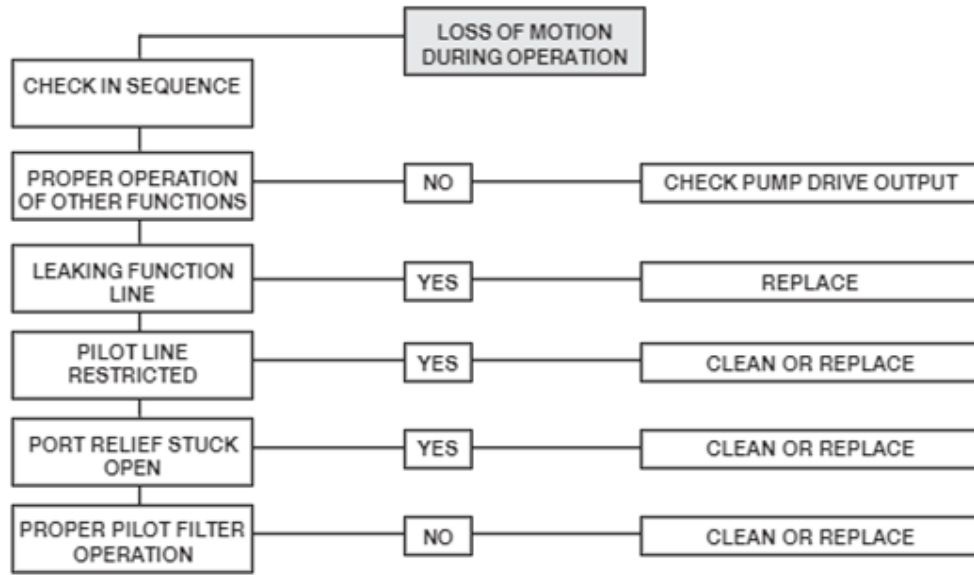 LOSS OF MOTION
DURING OPERATION
CHECK IN SEQUENCE
PROPER OPERATION
OF OTHER FUNCTIONS
NO
CHECK PUMP DRIVE OUTPUT
LEAKING FUNCTION
LINE
YES
REPLACE
PILOT LINE
RESTRICTED
YES
CLEAN OR REPLACE
PORT RELIEF STUCK
OPEN
YES
CLEAN OR REPLACE
PROPER PILOT FILTER
OPERATION
NO
CLEAN OR REPLACE